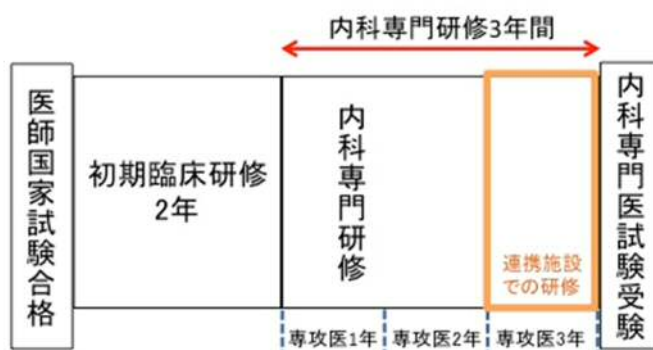 内科専門研修3年間
医師国家試験合格
初期臨床研修
2年
内科専門研修
連携施設
での研修
内科専門医試験受験
専攻医1年
専攻医2年
専攻医3年